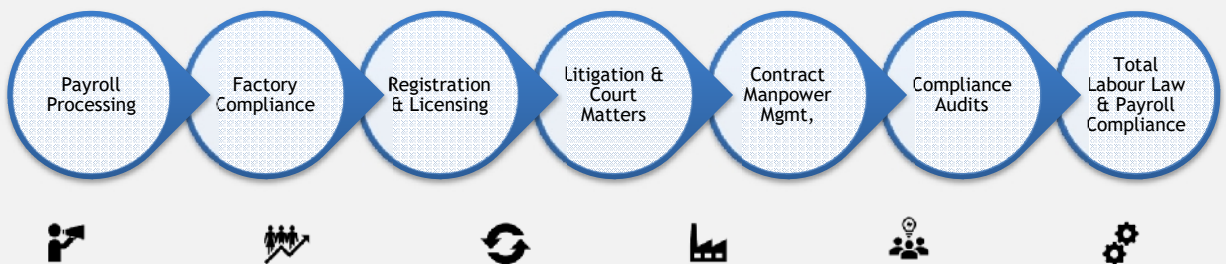 Payroll
Processing
Factory
Compliance
Registration
& Licensing
Litigation &
Court
Matters
Contract
Manpower
Mgmt,
Compliance
Audits
Total
Labour Law
& Payroll
Compliance